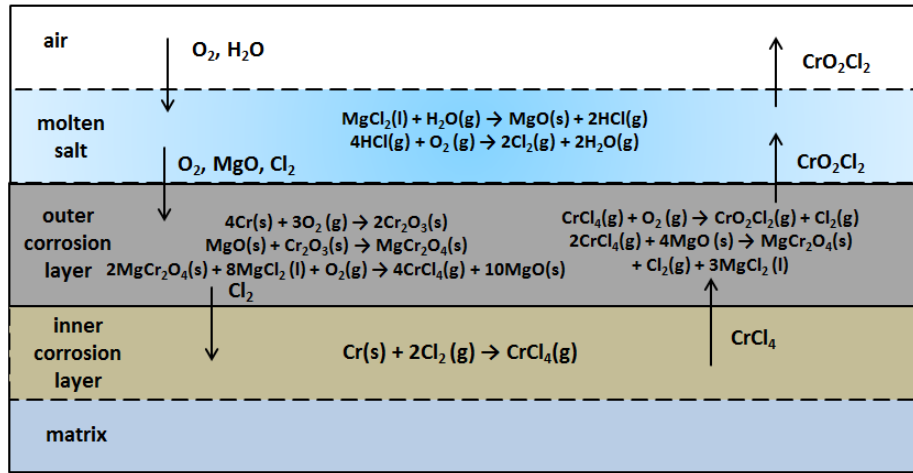 air
O₂, H₂O
CrO₂Cl₂
molten
salt
MgCl₂(l) + H₂O(g) → MgO(s) + 2HCl(g)
4HCl(g) + O₂ (g) → 2Cl₂(g) + 2H₂O(g)
O₂, MgO, Cl₂
CrO₂Cl₂
outer
corrosion
layer
4Cr(s) + 3O₂ (g) → 2Cr₂O₃(s)
MgO(s) + Cr₂O₃(s) → MgCr₂O₄(s)
2MgCr₂O₄(s) + 8MgCl₂ (l) + O₂(g) → 4CrCl₄(g) + 10MgO(s)
CrCl₄(g) + O₂ (g) → CrO₂Cl₂(g) + Cl₂(g)
2CrCl₄(g) + 4MgO (s) → MgCr₂O₄(s)
+ Cl₂(g) + 3MgCl₂ (l)
Cl₂
inner
corrosion
layer
Cr(s) + 2Cl₂ (g) → CrCl₄(g)
CrCl₄
matrix